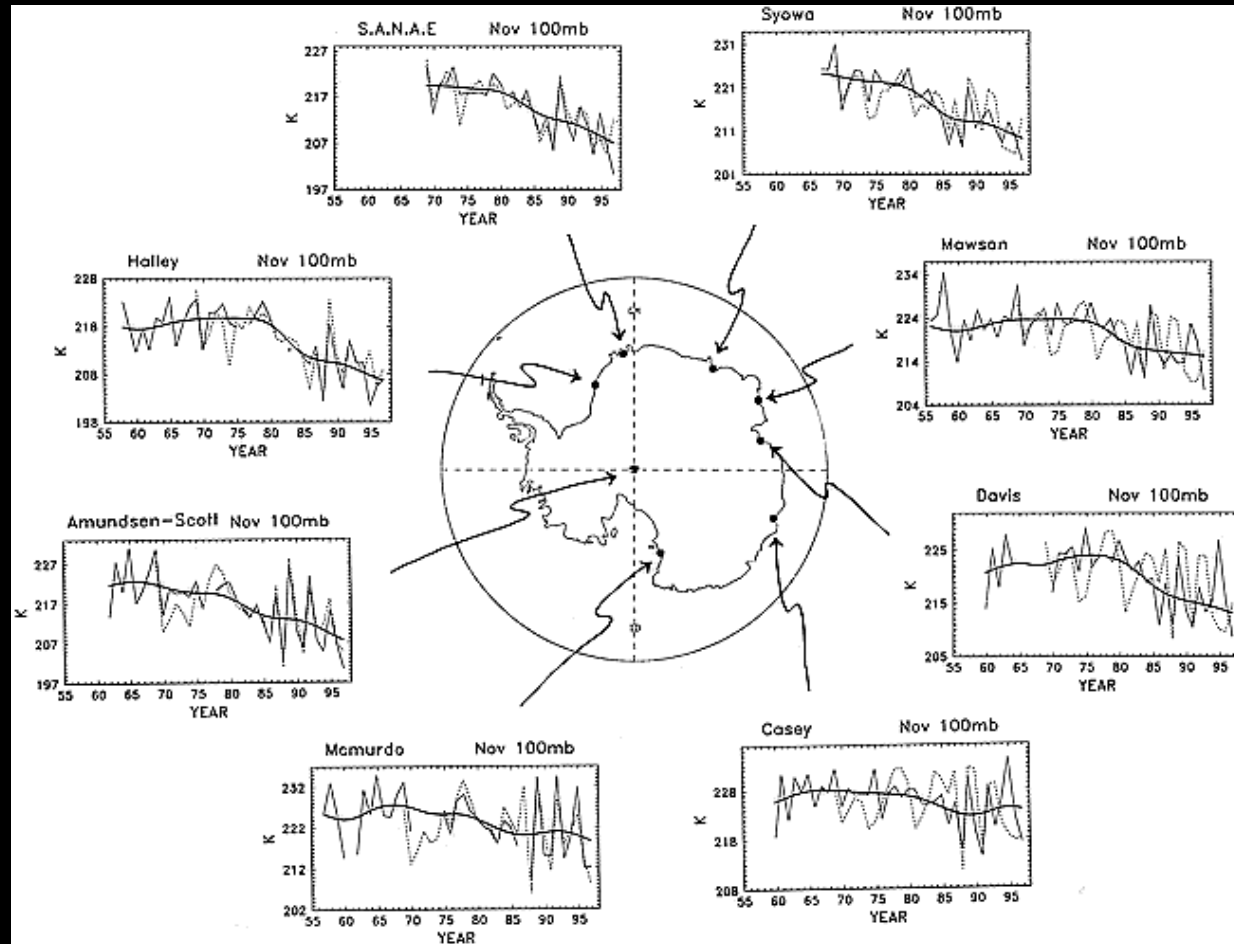 S.A.N.A.E Nov 100mb
227
217
207
197
K
55 60 65 70 75 80 85 90 95
YEAR
Syowa Nov 100mb
231
221
211
201
K
55 60 65 70 75 80 85 90 95
YEAR
Halley Nov 100mb
228
218
208
198
K
55 60 65 70 75 80 85 90 95
YEAR
Mawson Nov 100mb
234
224
214
204
K
55 60 65 70 75 80 85 90 95
YEAR
Amundsen-Scott Nov 100mb
227
217
207
197
K
55 60 65 70 75 80 85 90 95
YEAR
Davis Nov 100mb
225
215
205
K
55 60 65 70 75 80 85 90 95
YEAR
Mcmurdo Nov 100mb
232
222
212
202
K
55 60 65 70 75 80 85 90 95
YEAR
Casey Nov 100mb
228
218
208
K
55 60 65 70 75 80 85 90 95
YEAR